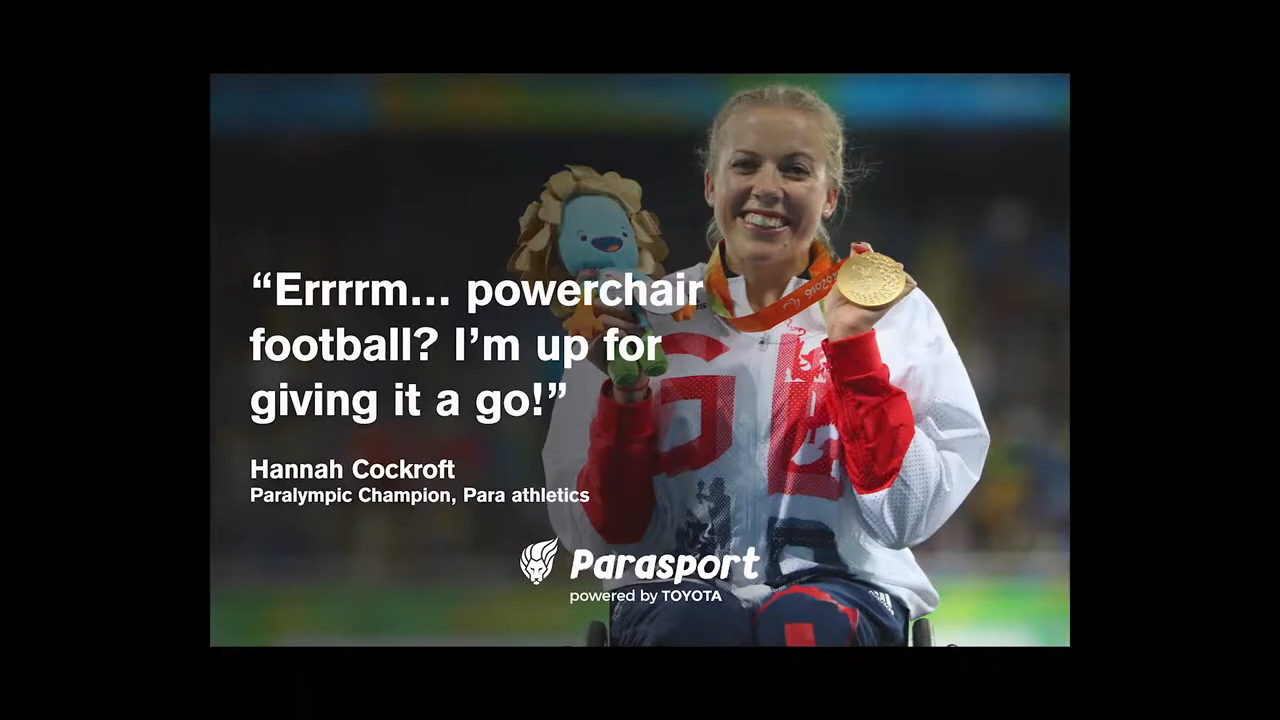 “Errrrm... powerchair
football? I’m up for
giving it a go!”
Hannah Cockroft
Paralympic Champion, Para athletics
Parasport
powered by TOYOTA